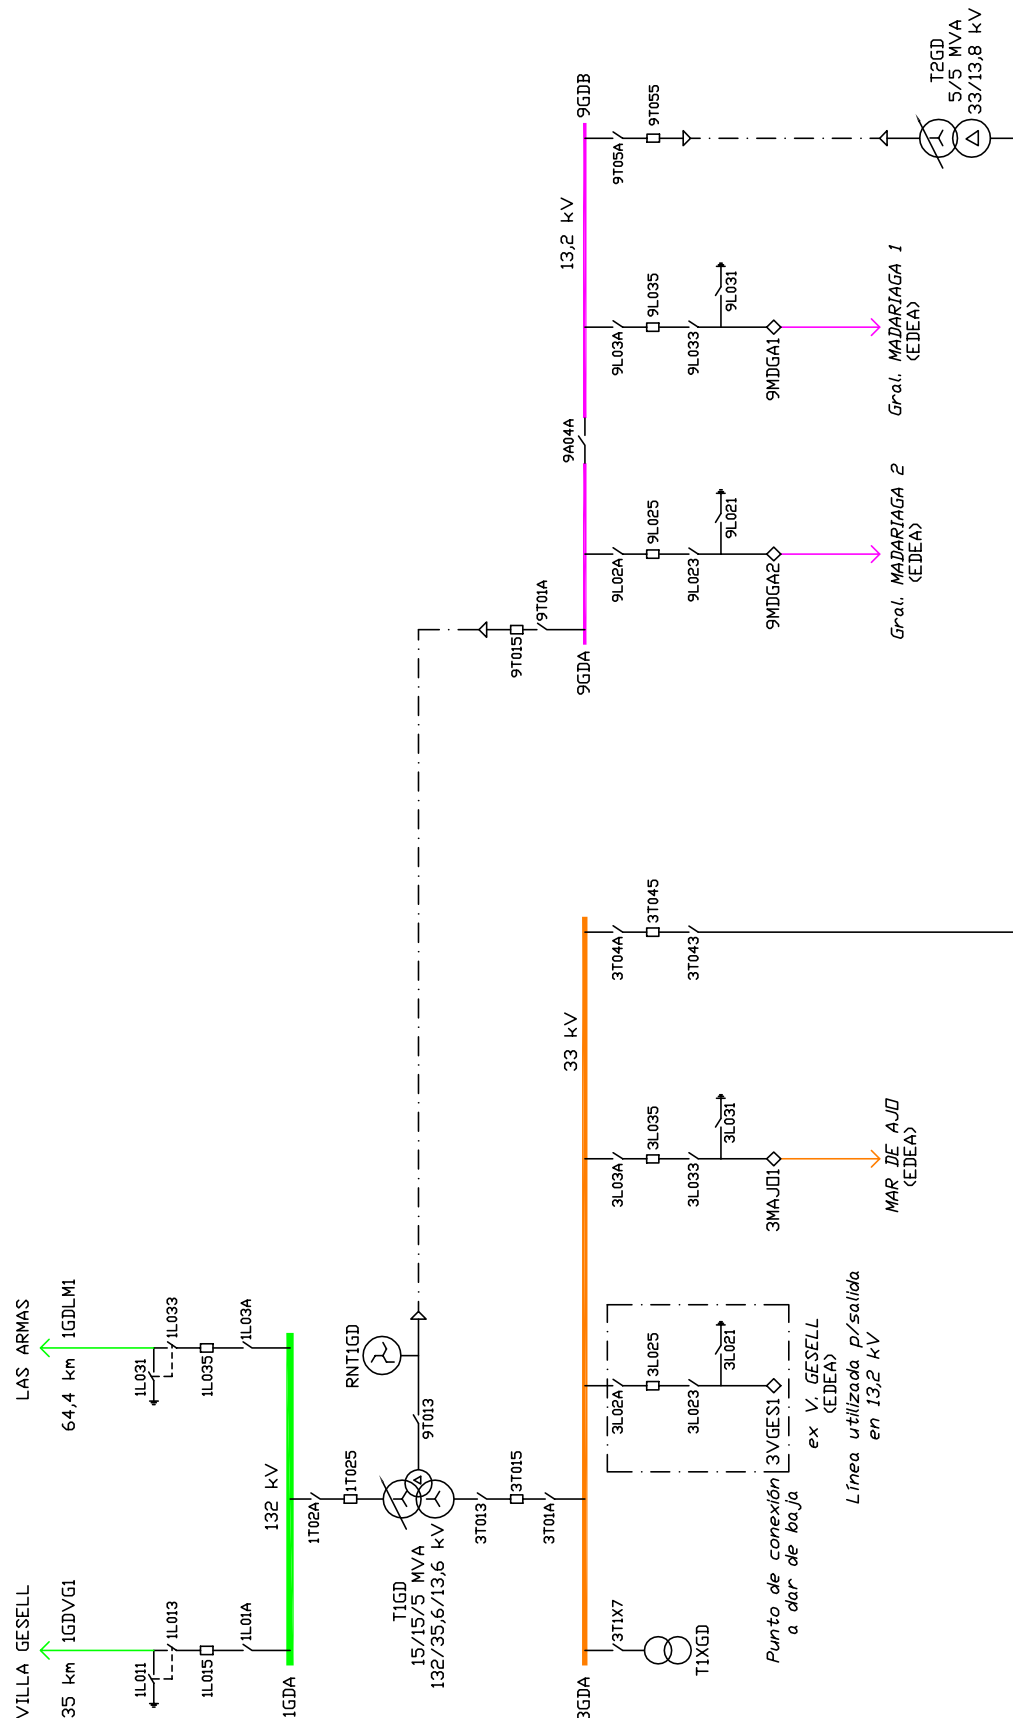 LAS ARMAS
64,4 km 1GDLM1
1L031
1L033
1L035
1L03A
VILLA GESELL
35 km 1GDVG1
1L011
1L013
1L015
1L01A
1GDA
132 kV
1T02A
1T025
T1GD
15/15/5 MVA
132/35,6/13,6 kV
RNT1GD
9T013
3T013
3T015
3T01A
3GDA
33 kV
3T1X7
T1XGD
3L02A
3L025
3L023
3L021
3VGES1
ex V. GESELL
(EDEA)
Línea utilizada p/salida
en 13,2 kV
Punto de conexión
a dar de baja
3L03A
3L035
3L033
3L031
3MAJO1
MAR DE AJO
(EDEA)
3T04A
3T045
3T043
9T015
9T01A
9GDA
9L02A
9L025
9L023
9L021
9MDGA2
Gral. MADARIAGA 2
(EDEA)
9A04A
13,2 kV
9L03A
9L035
9L033
9L031
9MDGA1
Gral. MADARIAGA 1
(EDEA)
9GDB
9T05A
9T055
T2GD
5/5 MVA
33/13,8 kV